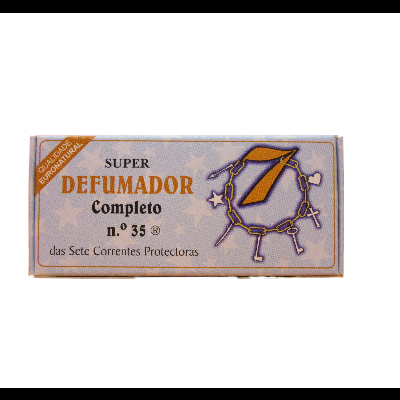 QUALIDADE
EURONATURAL
SUPER
DEFUMADOR
Completo
n.º 35 ®
das Sete Correntes Protectoras
7